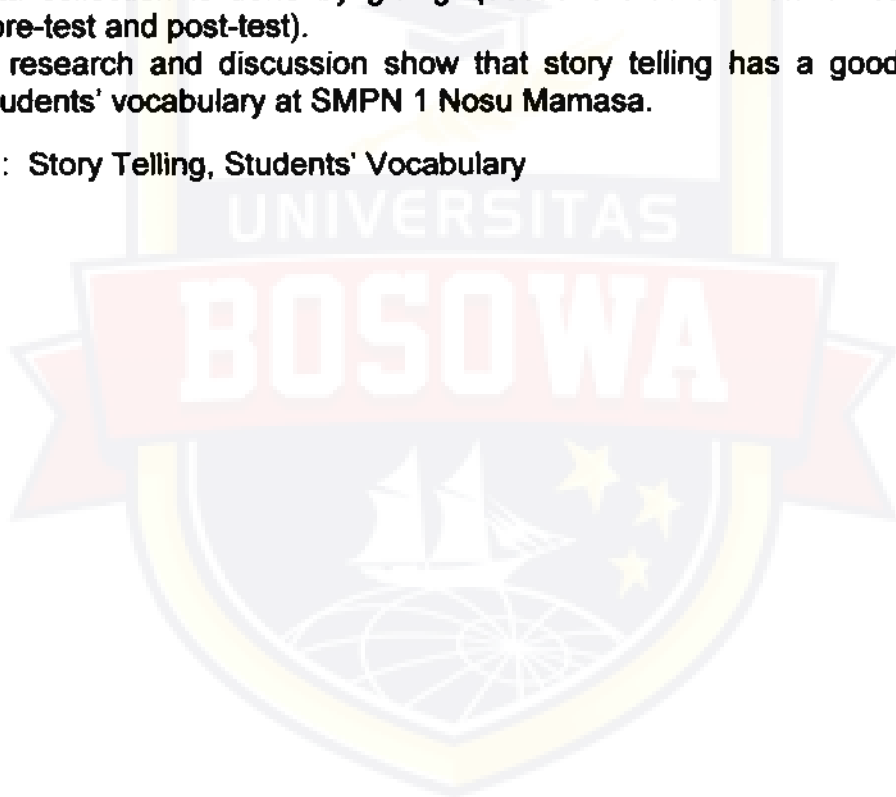 ore-test and post-test).
research and discussion show that story telling has a good
udents' vocabulary at SMPN 1 Nosu Mamasa.
: Story Telling, Students' Vocabulary
UNIVERSITAS
BOSOWA